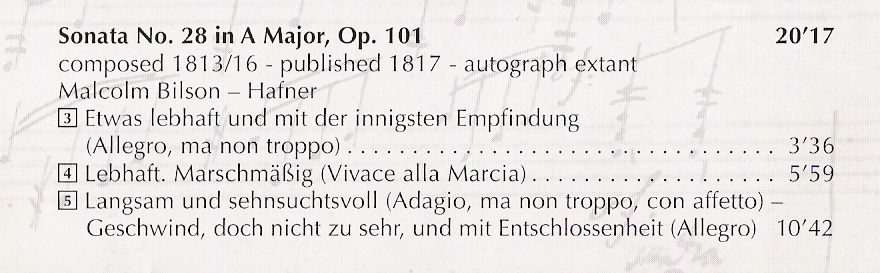 Sonata No. 28 in A Major, Op. 101 20’17
composed 1813/16 - published 1817 - autograph extant
Malcolm Bilson – Hafner
3 Etwas lebhaft und mit der innigsten Empfindung
(Allegro, ma non troppo) . . . . . . . . . . . . . . . . . . . . . . . . . . . . . . . . . . 3’36
4 Lebhaft. Marschmäßig (Vivace alla Marcia) . . . . . . . . . . . . . . . . . . . 5’59
5 Langsam und sehnsuchtsvoll (Adagio, ma non troppo, con affetto) –
Geschwind, doch nicht zu sehr, und mit Entschlossenheit (Allegro) 10’42